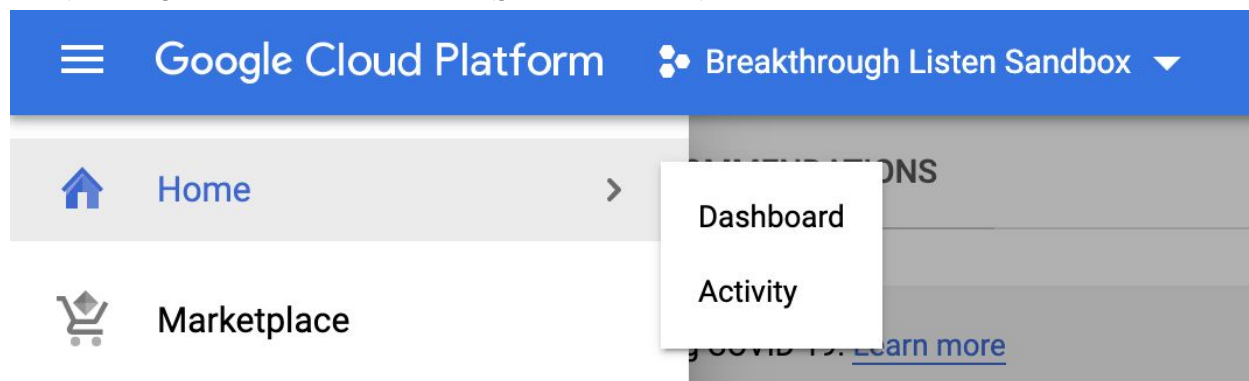 Google Cloud Platform Breakthrough Listen Sandbox
Home
Dashboard
Activity
Marketplace
Learn more